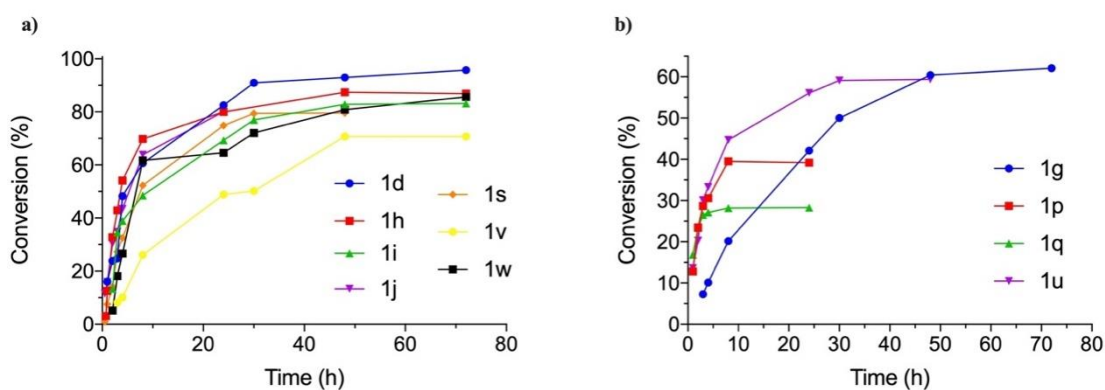 a)
Conversion (%)
100
80
60
40
20
0
0 20 40 60 80
Time (h)
1d
1h
1i
1j
1s
1v
1w
b)
Conversion (%)
60
50
40
30
20
10
0
0 10 20 30 40 50 60 70 80
Time (h)
1g
1p
1q
1u